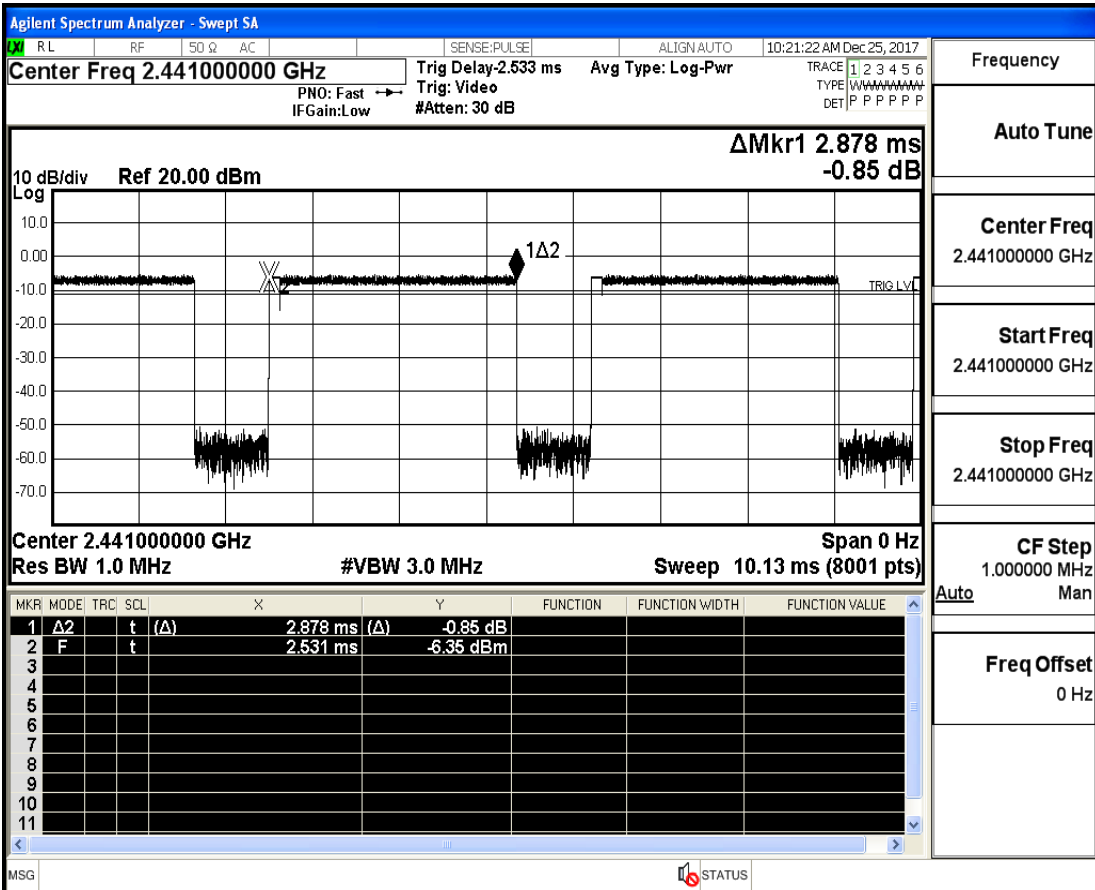 Agilent Spectrum Analyzer - Swept SA
LXI RL RF 50 Ω AC SENSE:PULSE ALIGN AUTO 10:21:22 AM Dec 25, 2017
Center Freq 2.441000000 GHz
PNO: Fast
IFGain:Low
Trig Delay-2.533 ms
Trig: Video
#Atten: 30 dB
Avg Type: Log-Pwr
TRACE 1 2 3 4 5 6
TYPE WWWWWW
DET P P P P P P
ΔMkr1 2.878 ms
-0.85 dB
10 dB/div Ref 20.00 dBm
Log
10.0
0.00
-10.0
-20.0
-30.0
-40.0
-50.0
-60.0
-70.0
1Δ2
2
TRIG LVL
Center 2.441000000 GHz Span 0 Hz
Res BW 1.0 MHz #VBW 3.0 MHz Sweep 10.13 ms (8001 pts)
MKR MODE TRC SCL X Y FUNCTION FUNCTION WIDTH FUNCTION VALUE
1 Δ2 t (Δ) 2.878 ms (Δ) -0.85 dB
2 F t 2.531 ms -6.35 dBm
3
4
5
6
7
8
9
10
11
MSG STATUS
Frequency
Auto Tune
Center Freq
2.441000000 GHz
Start Freq
2.441000000 GHz
Stop Freq
2.441000000 GHz
CF Step
1.000000 MHz
Auto Man
Freq Offset
0 Hz